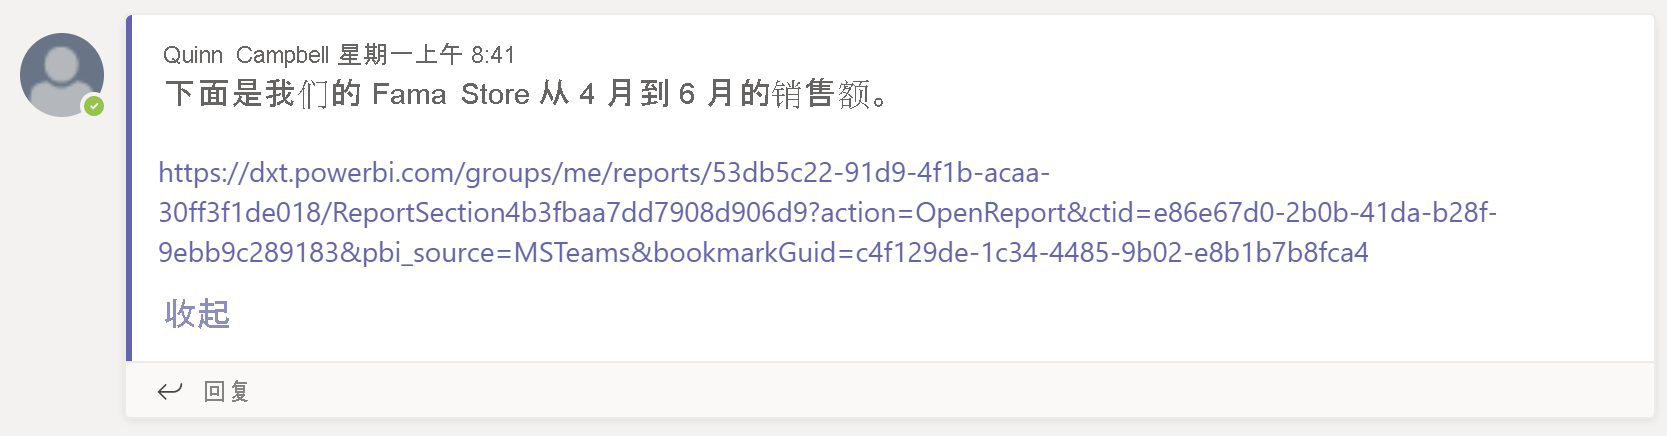 Quinn Campbell 星期一上午 8:41
下面是我们的 Fama Store 从 4 月到 6 月的销售额。
https://dxt.powerbi.com/groups/me/reports/53db5c22-91d9-4f1b-acaa-
30ff3f1de018/ReportSection4b3fbaa7dd7908d906d9?action=OpenReport&ctid=e86e67d0-2b0b-41da-b28f-
9ebb9c289183&pbi_source=MSTeams&bookmarkGuid=c4f129de-1c34-4485-9b02-e8b1b7b8fca4
收起
回复